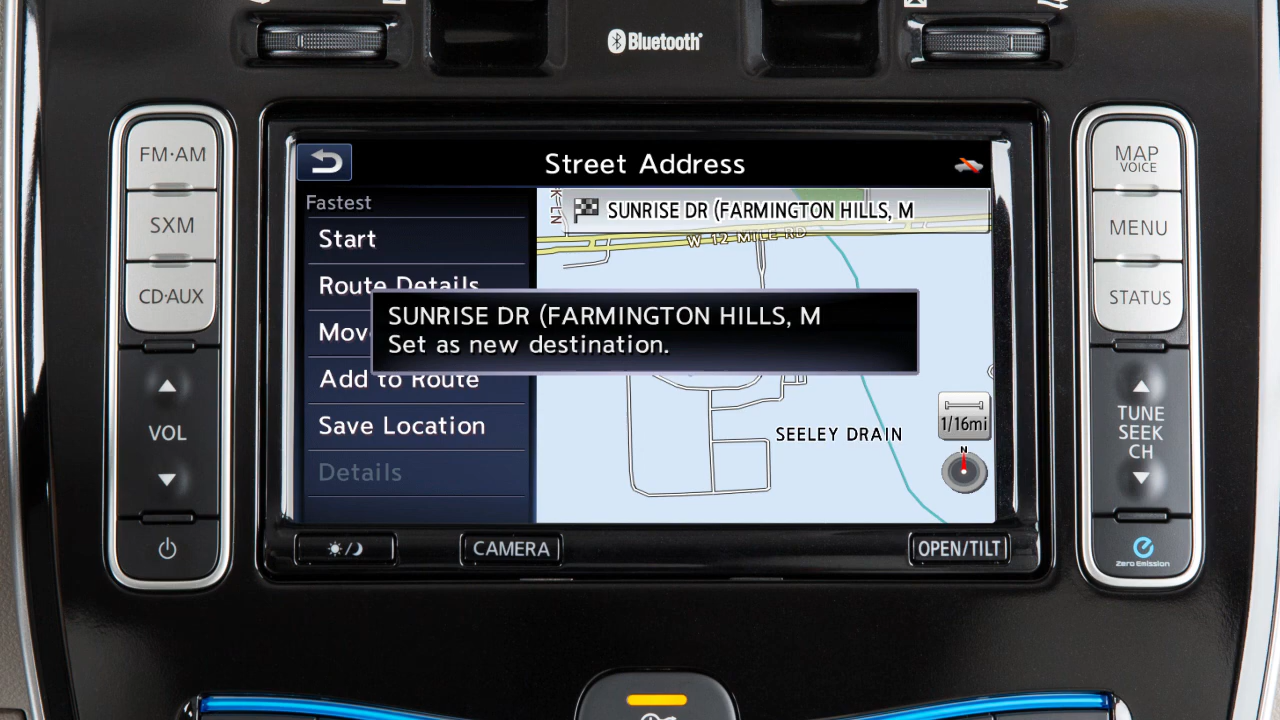 Bluetooth
FM·AM
SXM
CD·AUX
VOL
Street Address
Fastest
Start
Route Details
Mov
Add to Route
Save Location
Details
SUNRISE DR (FARMINGTON HILLS, M
W 12 MILE RD
K LN
SUNRISE DR (FARMINGTON HILLS, M
Set as new destination.
SEELEY DRAIN
1/16mi
N
CAMERA
OPEN/TILT
MAP
VOICE
MENU
STATUS
TUNE
SEEK
CH
e
Zero Emission